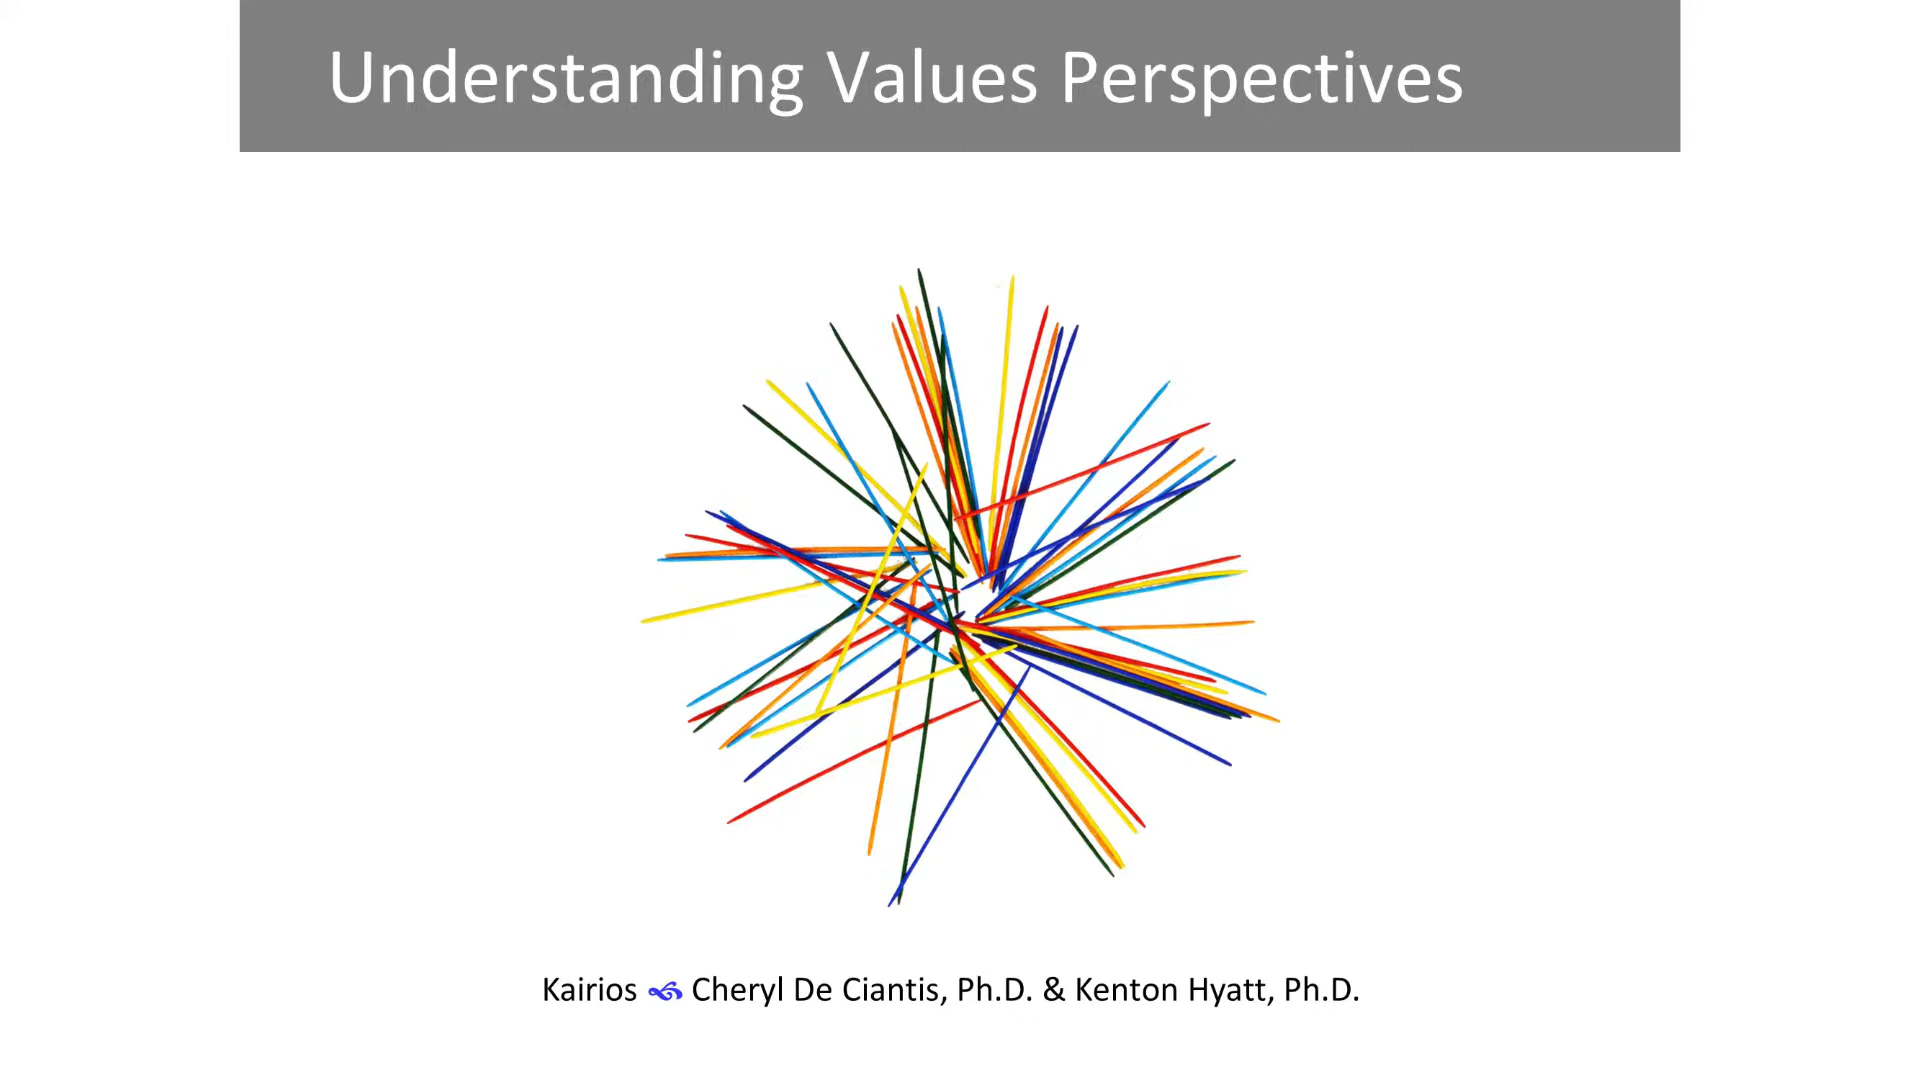 Understanding Values Perspectives
Kairios Cheryl De Ciantis, Ph.D. & Kenton Hyatt, Ph.D.